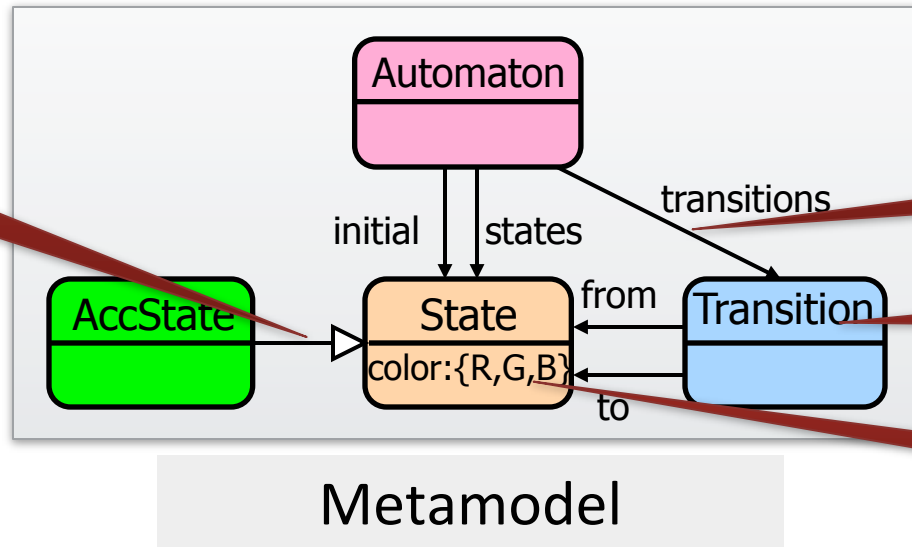 Automaton
transitions
initial
states
AccState
State
from
Transition
color:{R,G,B}
to
Metamodel